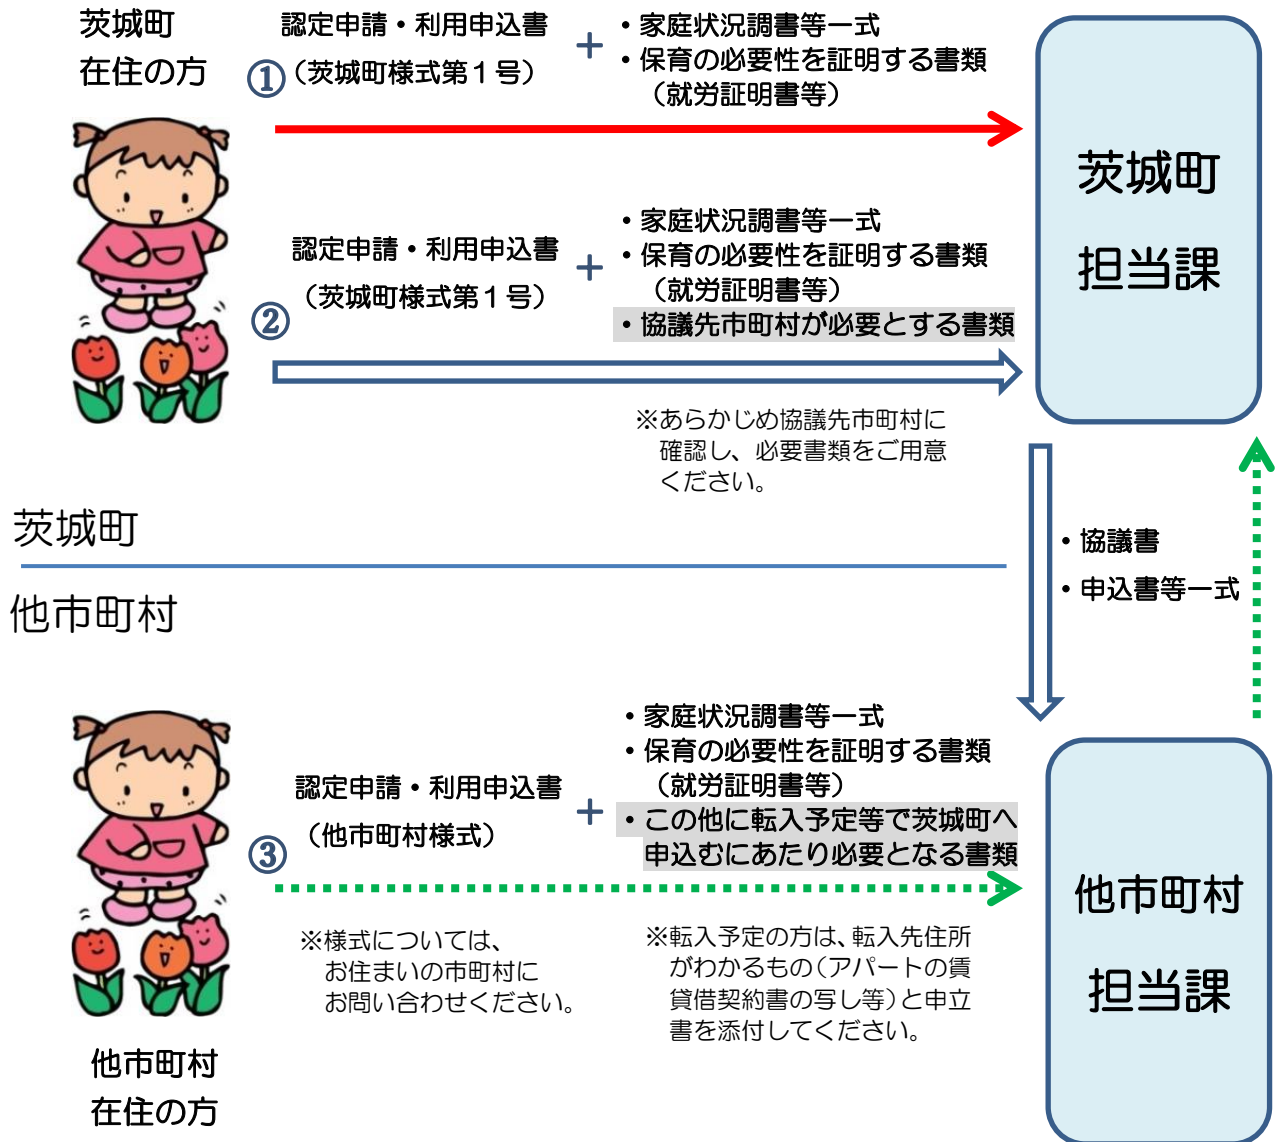 茨城町
在住の方
①
認定申請・利用申込書
（茨城町様式第１号）
＋
・家庭状況調書等一式
・保育の必要性を証明する書類
（就労証明書等）
茨城町
担当課
②
認定申請・利用申込書
（茨城町様式第１号）
＋
・家庭状況調書等一式
・保育の必要性を証明する書類
（就労証明書等）
・協議先市町村が必要とする書類
※あらかじめ協議先市町村に
確認し、必要書類をご用意
ください。
茨城町
・協議書
・申込書等一式
他市町村
③
認定申請・利用申込書
（他市町村様式）
＋
・家庭状況調書等一式
・保育の必要性を証明する書類
（就労証明書等）
・この他に転入予定等で茨城町へ
申込むにあたり必要となる書類
※様式については、
お住まいの市町村に
お問い合わせください。
※転入予定の方は、転入先住所
がわかるもの（アパートの賃
貸借契約書の写し等）と申立
書を添付してください。
他市町村
担当課
他市町村
在住の方